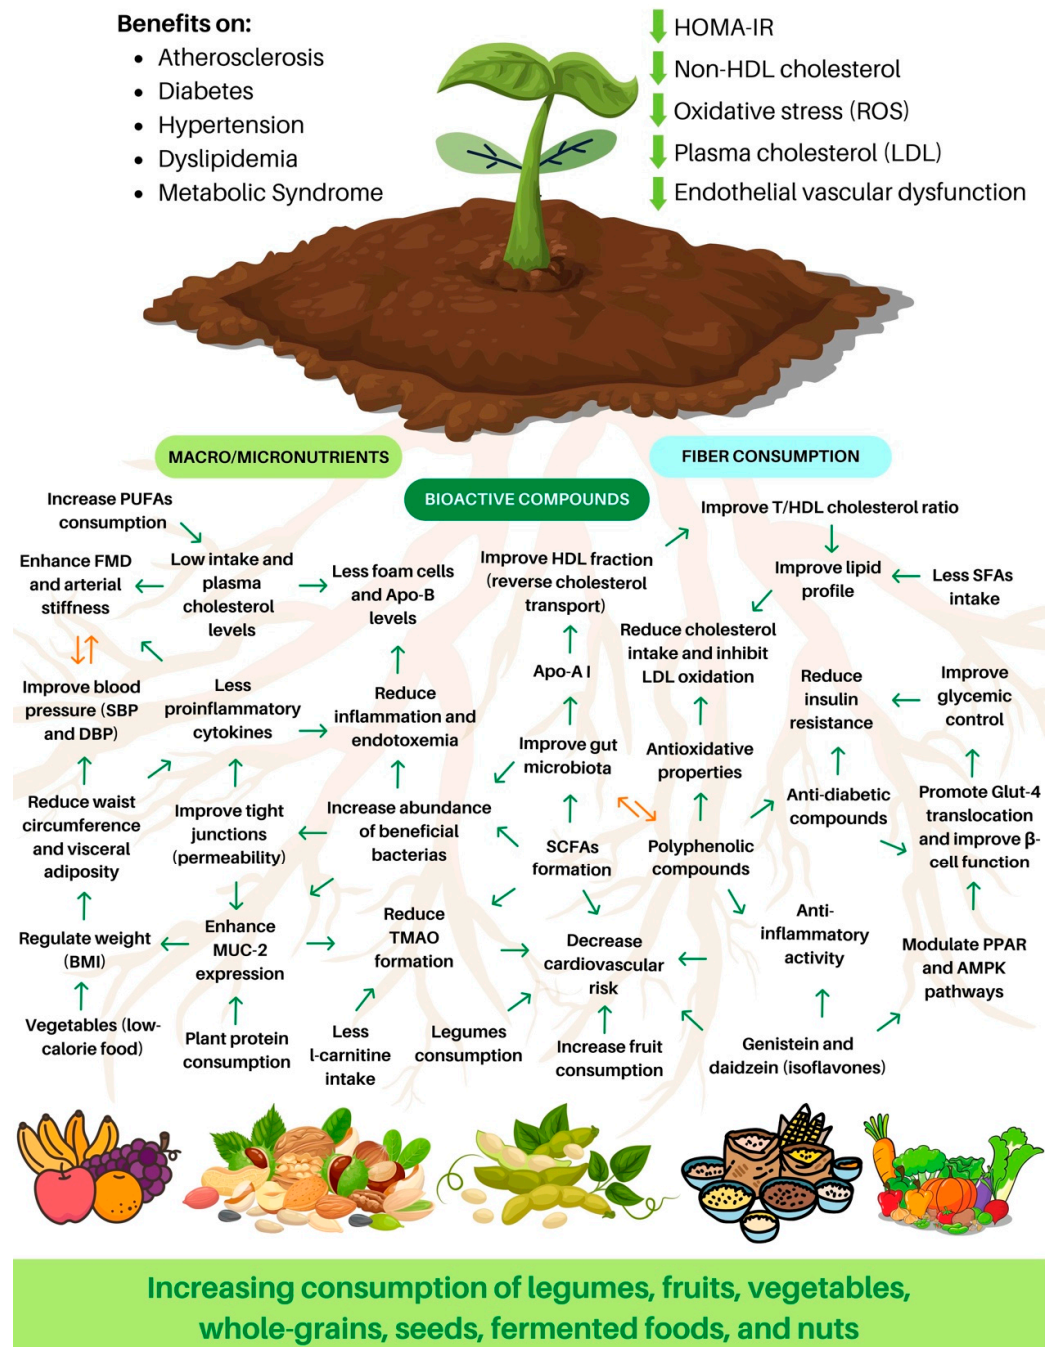 Benefits on:
• Atherosclerosis
• Diabetes
• Hypertension
• Dyslipidemia
• Metabolic Syndrome
HOMA-IR
Non-HDL cholesterol
Oxidative stress (ROS)
Plasma cholesterol (LDL)
Endothelial vascular dysfunction
MACRO/MICRONUTRIENTS
BIOACTIVE COMPOUNDS
FIBER CONSUMPTION
Increase PUFAs
consumption
Enhance FMD
and arterial
stiffness
Low intake and
plasma
cholesterol
levels
Less foam cells
and Apo-B
levels
Improve blood
pressure (SBP
and DBP)
Less
proinflammatory
cytokines
Reduce
inflammation and
endotoxemia
Reduce waist
circumference
and visceral
adiposity
Improve tight
junctions
(permeability)
Increase abundance
of beneficial
bacterias
Regulate weight
(BMI)
Enhance
MUC-2
expression
Reduce
TMAO
formation
Vegetables (low-
calorie food)
Plant protein
consumption
Less
l-carnitine
intake
Legumes
consumption
Improve HDL fraction
(reverse cholesterol
transport)
Apo-A I
Improve gut
microbiota
SCFAs
formation
Decrease
cardiovascular
risk
Increase fruit
consumption
Improve T/HDL cholesterol ratio
Improve lipid
profile
Less SFAs
intake
Reduce cholesterol
intake and inhibit
LDL oxidation
Reduce
insulin
resistance
Improve
glycemic
control
Antioxidative
properties
Anti-diabetic
compounds
Promote Glut-4
translocation
and improve β-
cell function
Polyphenolic
compounds
Anti-
inflammatory
activity
Modulate PPAR
and AMPK
pathways
Genistein and
daidzein (isoflavones)
Increasing consumption of legumes, fruits, vegetables,
whole-grains, seeds, fermented foods, and nuts